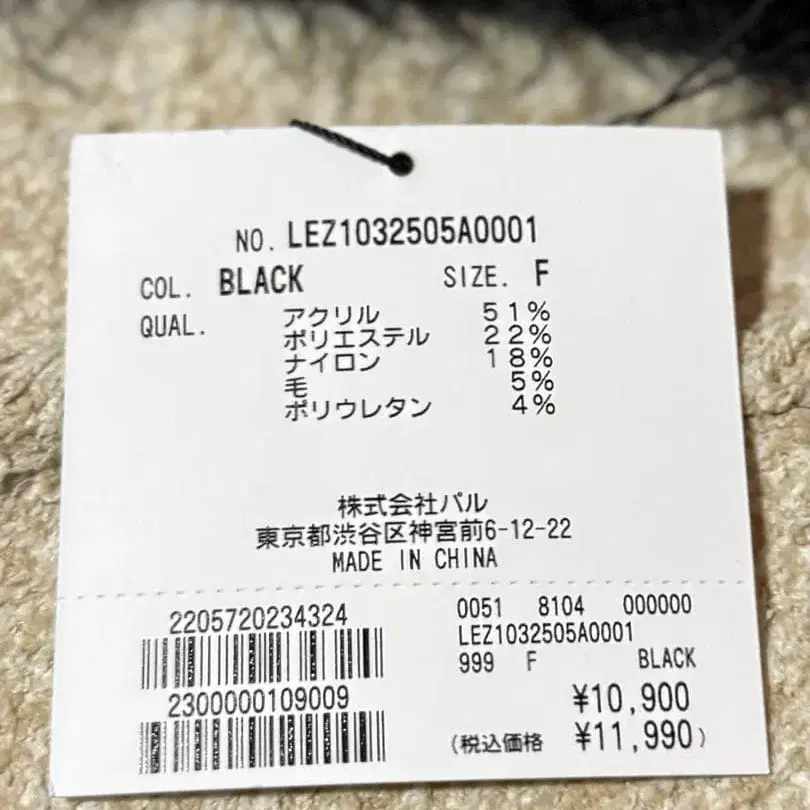 NO. LEZ1032505A0001
COL. BLACK SIZE. F
QUAL. アクリル 51%
ポリエステル 22%
ナイロン 18%
毛 5%
ポリウレタン 4%
株式会社パル
東京都渋谷区神宮前6-12-22
MADE IN CHINA
2205720234324
2300000109009
0051 8104 000000
LEZ1032505A0001
999 F BLACK
¥10,900
(税込価格 ¥11,990)